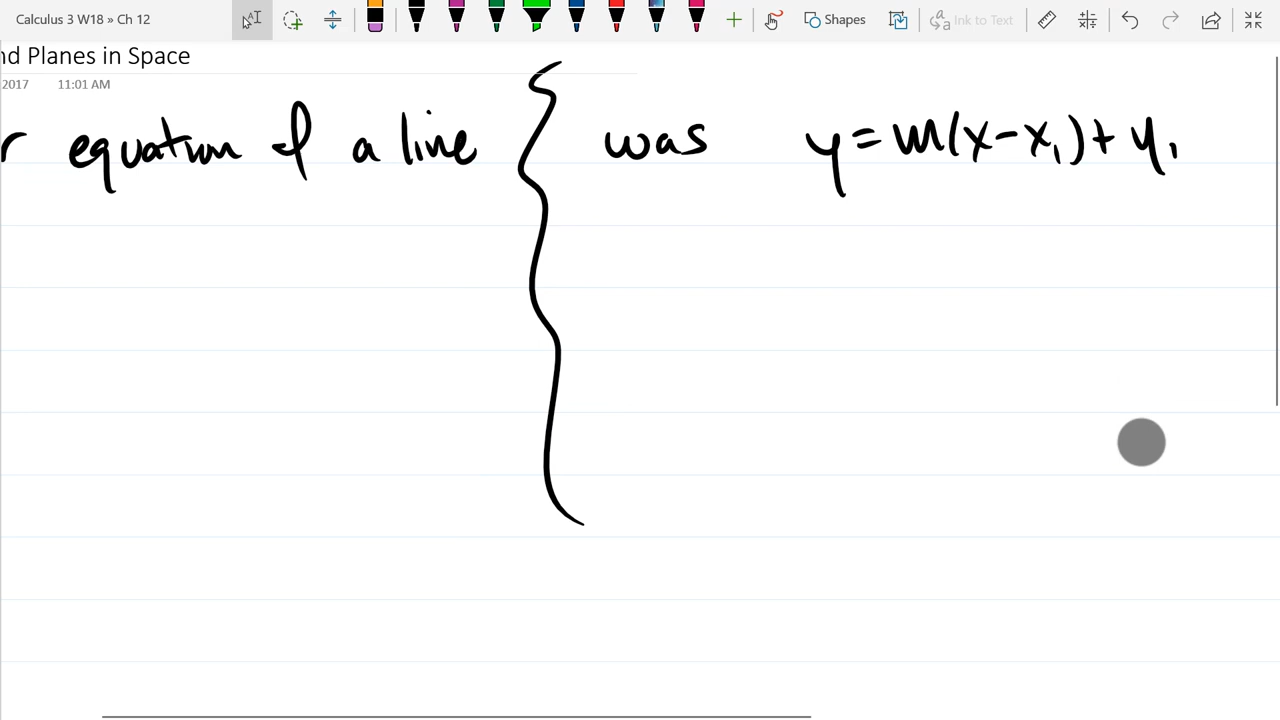 Calculus 3 W18 » Ch 12
Shapes
Ink to Text
nd Planes in Space
2017 11:01 AM
r equation of a line was y=m(x-x₁)+y₁